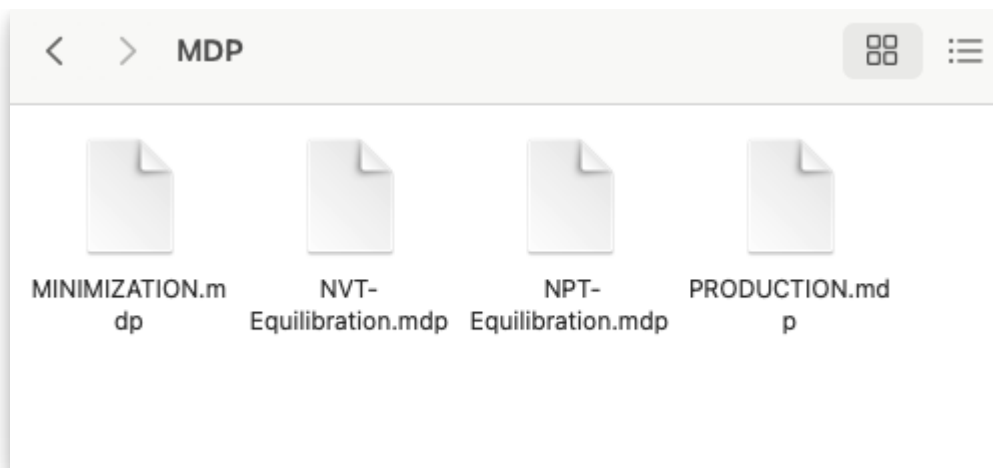 MDP
MINIMIZATION.m
dp
NVT-
Equilibration.mdp
NPT-
Equilibration.mdp
PRODUCTION.md
p